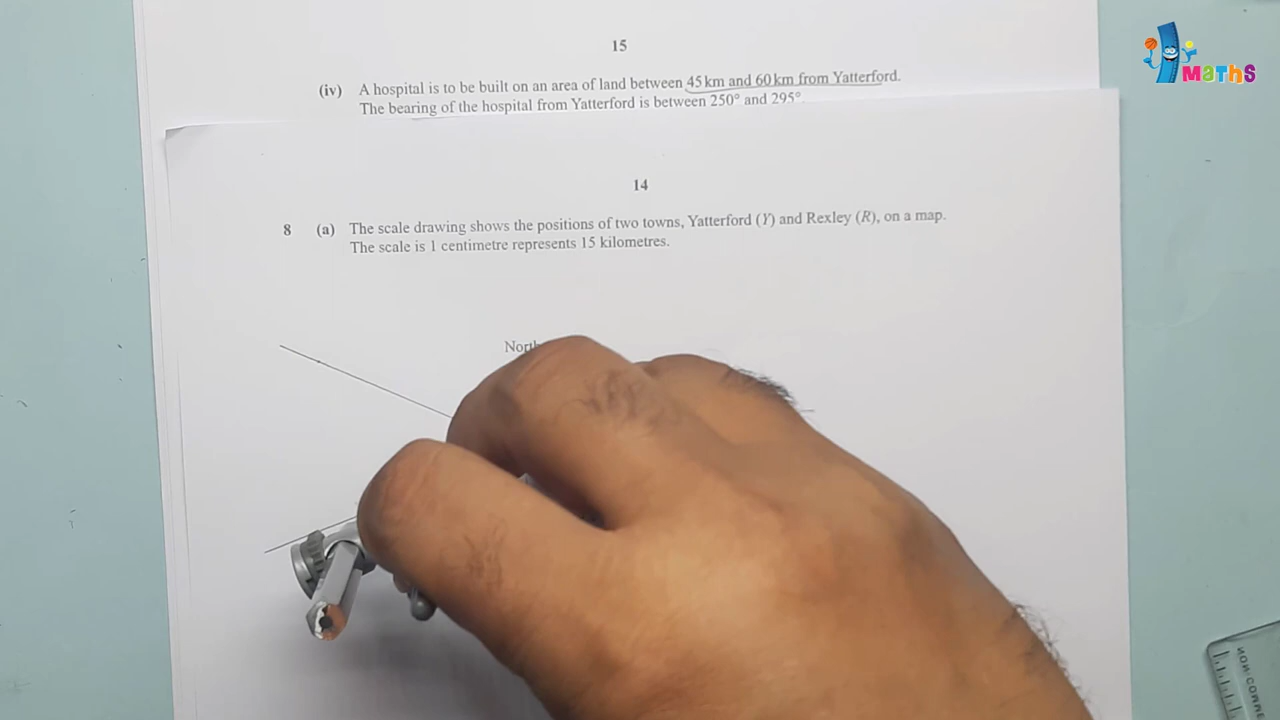 15
(iv) A hospital is to be built on an area of land between 45 km and 60 km from Yatterford.
The bearing of the hospital from Yatterford is between 250° and 295°.
14
8 (a) The scale drawing shows the positions of two towns, Yatterford (Y) and Rexley (R), on a map.
The scale is 1 centimetre represents 15 kilometres.
MaTHS